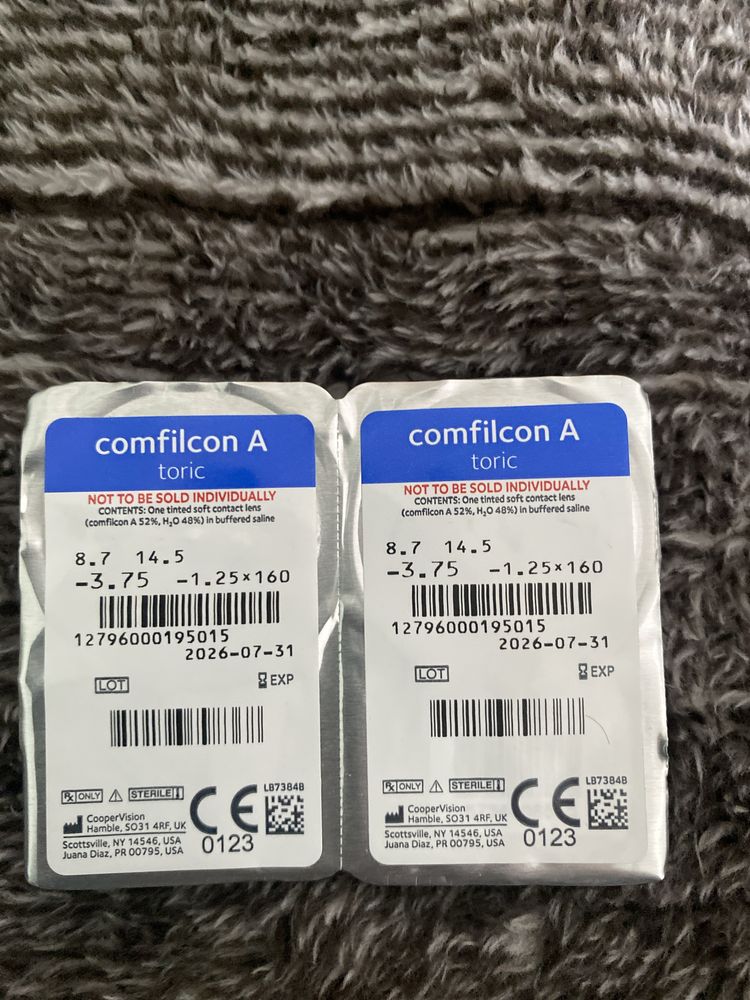 comfilcon A
toric
NOT TO BE SOLD INDIVIDUALLY
CONTENTS: One tinted soft contact lens
(comfilcon A 52%, H₂O 48%) in buffered saline
8.7 14.5
-3.75 -1.25×160
12796000195015
2026-07-31
LOT
EXP
Rx ONLY
STERILE
LB7384B
CooperVision
Hamble, SO31 4RF, UK
Scottsville, NY 14546, USA
Juana Diaz, PR 00795, USA
CE
0123
comfilcon A
toric
NOT TO BE SOLD INDIVIDUALLY
CONTENTS: One tinted soft contact lens
(comfilcon A 52%, H₂O 48%) in buffered saline
8.7 14.5
-3.75 -1.25×160
12796000195015
2026-07-31
LOT
EXP
Rx ONLY
STERILE
LB7384B
CooperVision
Hamble, SO31 4RF, UK
Scottsville, NY 14546, USA
Juana Diaz, PR 00795, USA
CE
0123